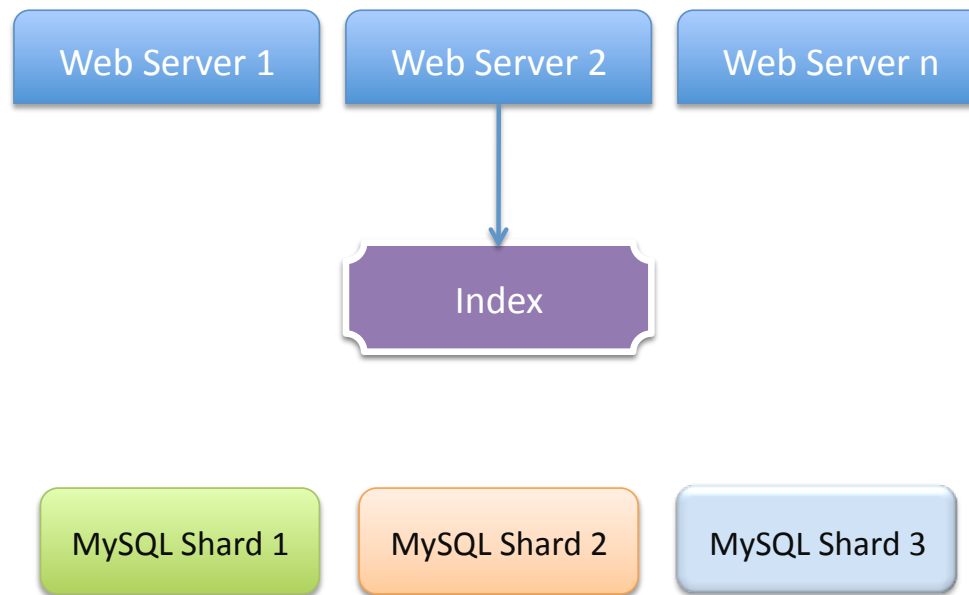 Web Server 1
Web Server 2
Web Server n
Index
MySQL Shard 1
MySQL Shard 2
MySQL Shard 3